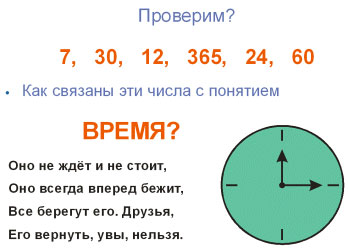 Проверим?
7, 30, 12, 365, 24, 60
• Как связаны эти числа с понятием
ВРЕМЯ?
Оно не ждёт и не стоит,
Оно всегда вперед бежит,
Все берегут его. Друзья,
Его вернуть, увы, нельзя.